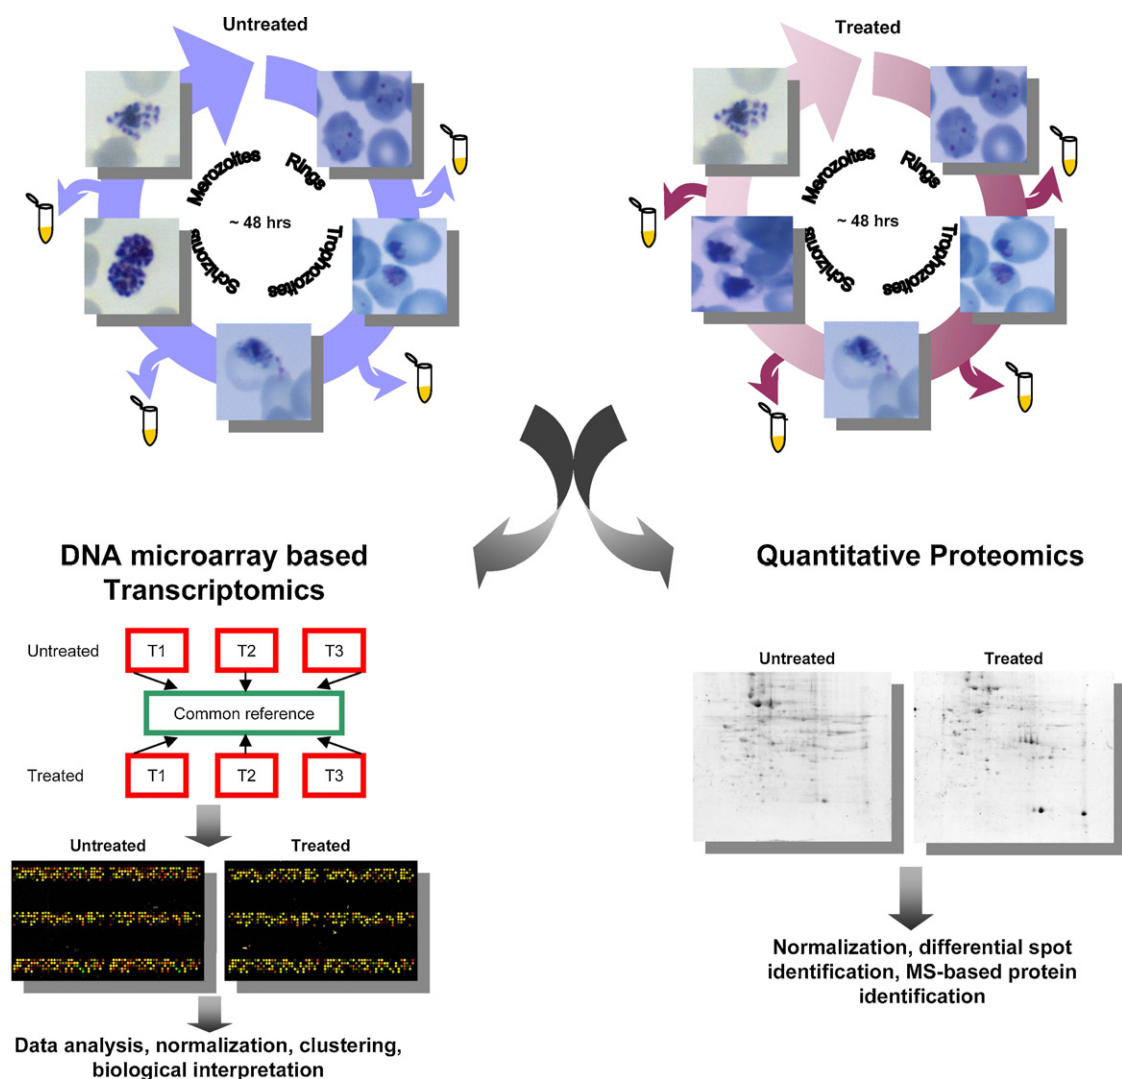 Untreated
Treated
Merozoites
Rings
~ 48 hrs
Schizonts
Trophozoites
Merozoites
Rings
~ 48 hrs
Schizonts
Trophozoites
DNA microarray based
Transcriptomics
Quantitative Proteomics
Untreated
T1
T2
T3
Common reference
Treated
T1
T2
T3
Untreated
Treated
Untreated
Treated
Data analysis, normalization, clustering,
biological interpretation
Normalization, differential spot
identification, MS-based protein
identification